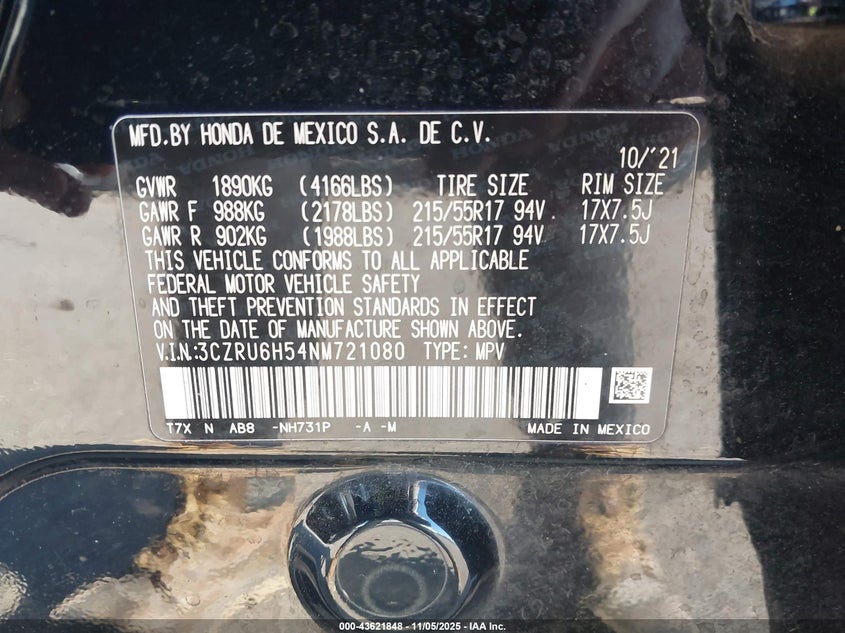 MFD.BY HONDA DE MEXICO S.A. DE C.V.
10/'21
GVWR 1890KG (4166LBS) TIRE SIZE RIM SIZE
GAWR F 988KG (2178LBS) 215/55R17 94V 17X7.5J
GAWR R 902KG (1988LBS) 215/55R17 94V 17X7.5J
THIS VEHICLE CONFORMS TO ALL APPLICABLE
FEDERAL MOTOR VEHICLE SAFETY
AND THEFT PREVENTION STANDARDS IN EFFECT
ON THE DATE OF MANUFACTURE SHOWN ABOVE.
V.I.N.:3CZRU6H54NM721080 TYPE: MPV
T7X N AB8 -NH731P -A -M MADE IN MEXICO
000-43621848 - 11/05/2025 - IAA Inc.